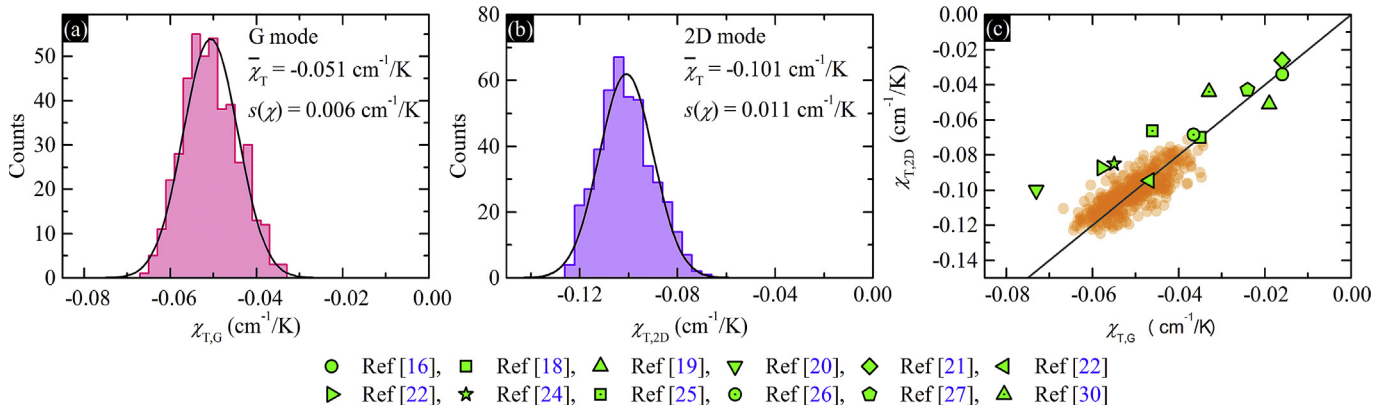 (a)
G mode
χ̄T = -0.051 cm⁻¹/K
s(χ) = 0.006 cm⁻¹/K
Counts
50
40
30
20
10
0
-0.08 -0.06 -0.04 -0.02 0.00
χT,G (cm⁻¹/K)
(b)
2D mode
χ̄T = -0.101 cm⁻¹/K
s(χ) = 0.011 cm⁻¹/K
Counts
80
60
40
20
0
-0.12 -0.08 -0.04 0.00
χT,2D (cm⁻¹/K)
(c)
χT,2D (cm⁻¹/K)
0.00
-0.02
-0.04
-0.06
-0.08
-0.10
-0.12
-0.14
-0.08 -0.06 -0.04 -0.02 0.00
χT,G ( cm⁻¹/K)
Ref [16], Ref [18], Ref [19], Ref [20], Ref [21], Ref [22]
Ref [22], Ref [24], Ref [25], Ref [26], Ref [27], Ref [30]